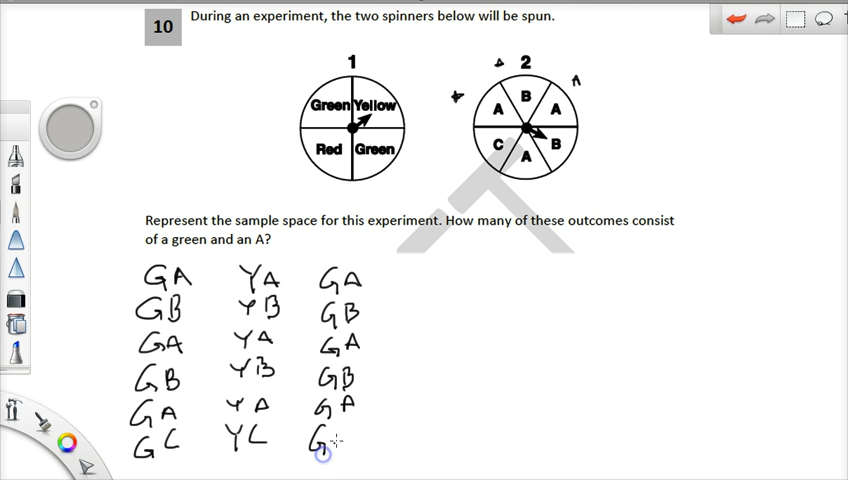 10 During an experiment, the two spinners below will be spun.
1 2
Green Yellow
Red Green
B
A A
C B
A
Represent the sample space for this experiment. How many of these outcomes consist
of a green and an A?
GA YA GA
GB YB GB
GA YA GA
GB YB GB
GA YA GA
GC YC G